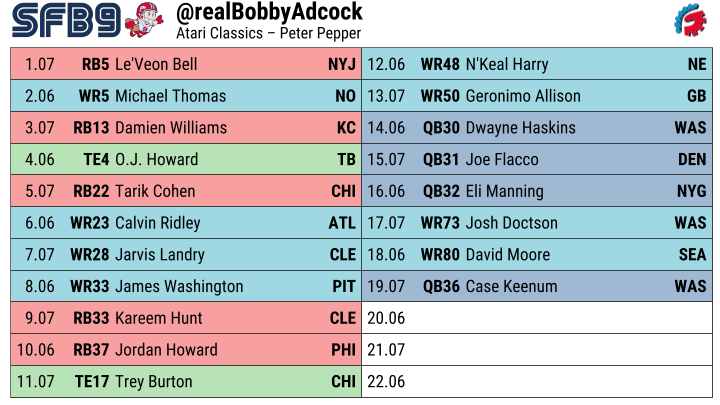 SFB9
@realBobbyAdcock
Atari Classics – Peter Pepper
1.07 RB5 Le'Veon Bell NYJ
2.06 WR5 Michael Thomas NO
3.07 RB13 Damien Williams KC
4.06 TE4 O.J. Howard TB
5.07 RB22 Tarik Cohen CHI
6.06 WR23 Calvin Ridley ATL
7.07 WR28 Jarvis Landry CLE
8.06 WR33 James Washington PIT
9.07 RB33 Kareem Hunt CLE
10.06 RB37 Jordan Howard PHI
11.07 TE17 Trey Burton CHI
12.06 WR48 N'Keal Harry NE
13.07 WR50 Geronimo Allison GB
14.06 QB30 Dwayne Haskins WAS
15.07 QB31 Joe Flacco DEN
16.06 QB32 Eli Manning NYG
17.07 WR73 Josh Doctson WAS
18.06 WR80 David Moore SEA
19.07 QB36 Case Keenum WAS
20.06
21.07
22.06